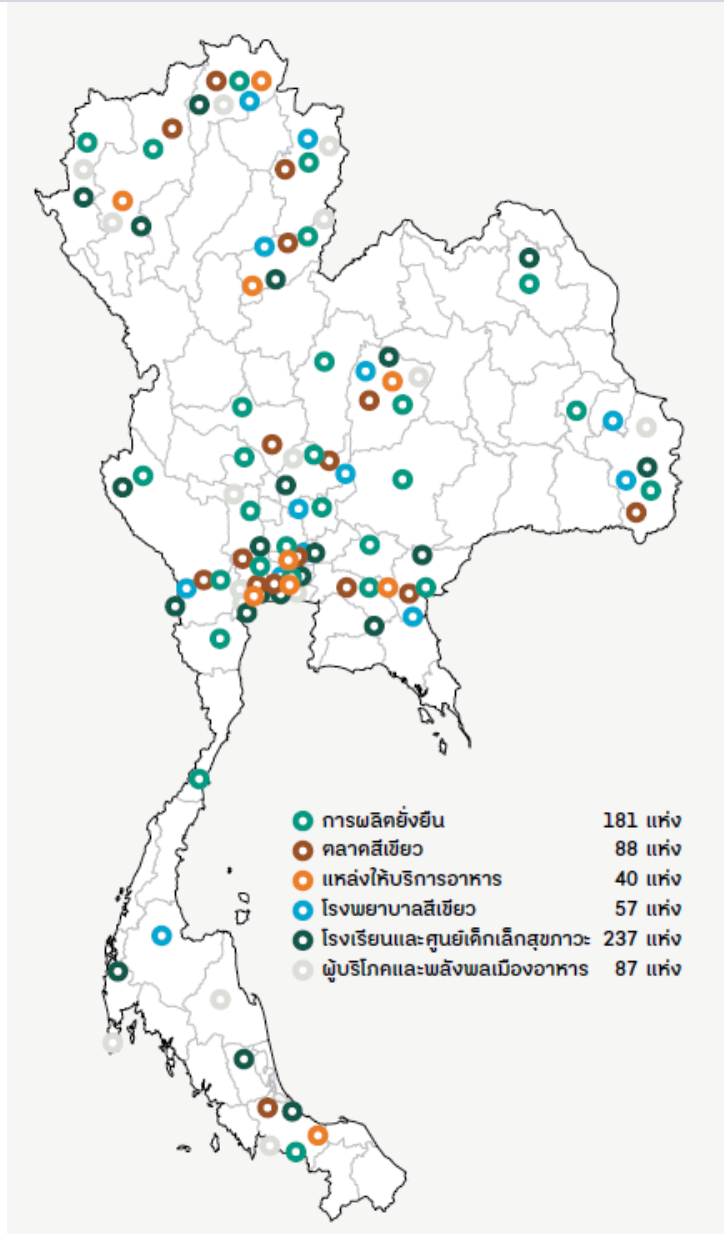 การผลิตยั่งยืน 181 แห่ง
ตลาดสีเขียว 88 แห่ง
แหล่งให้บริการอาหาร 40 แห่ง
โรงพยาบาลสีเขียว 57 แห่ง
โรงเรียนและศูนย์เด็กเล็กสุขภาวะ 237 แห่ง
ผู้บริโภคและพลังพลเมืองอาหาร 87 แห่ง